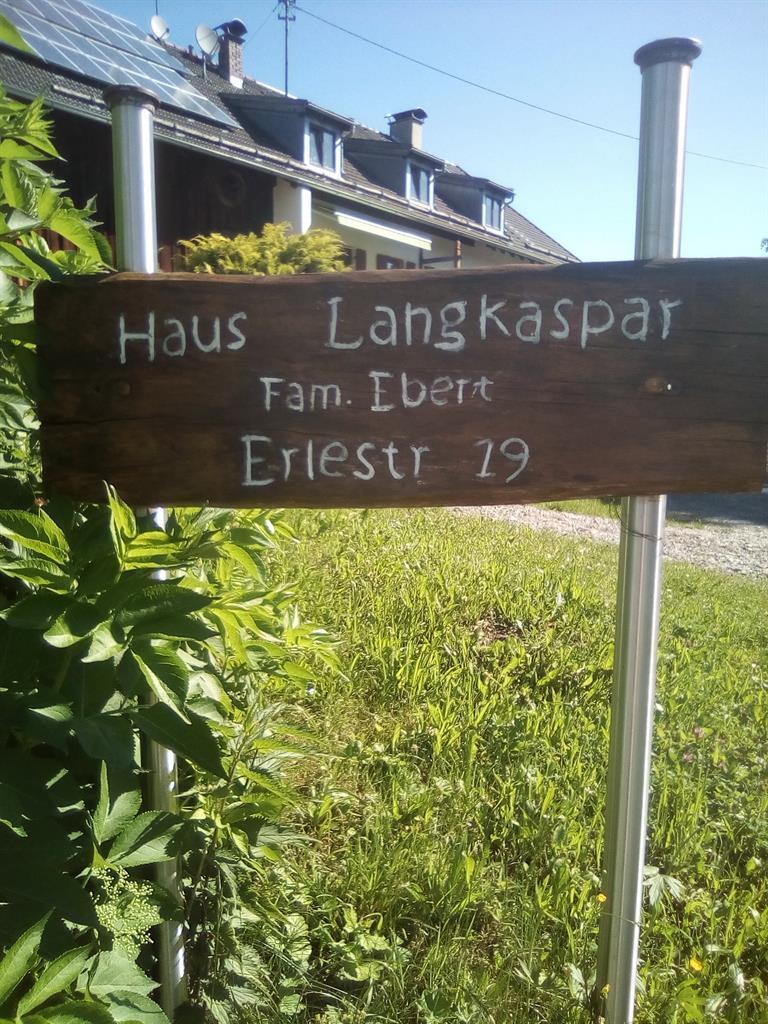 Haus Langkaspar
Fam. Ebert
Erlestr 19